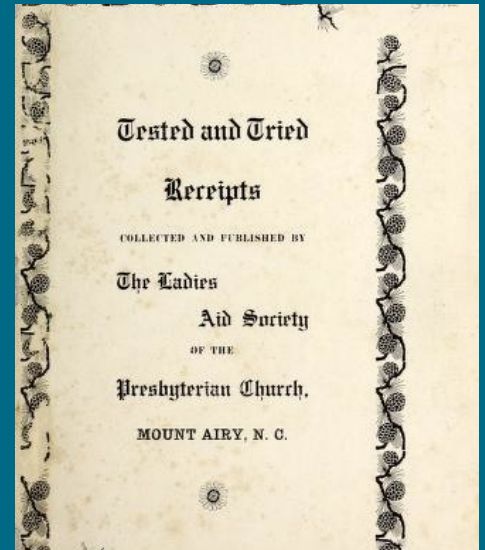 Tested and Tried
Receipts
COLLECTED AND PUBLISHED BY
The Ladies
Aid Society
OF THE
Presbyterian Church,
MOUNT AIRY, N. C.